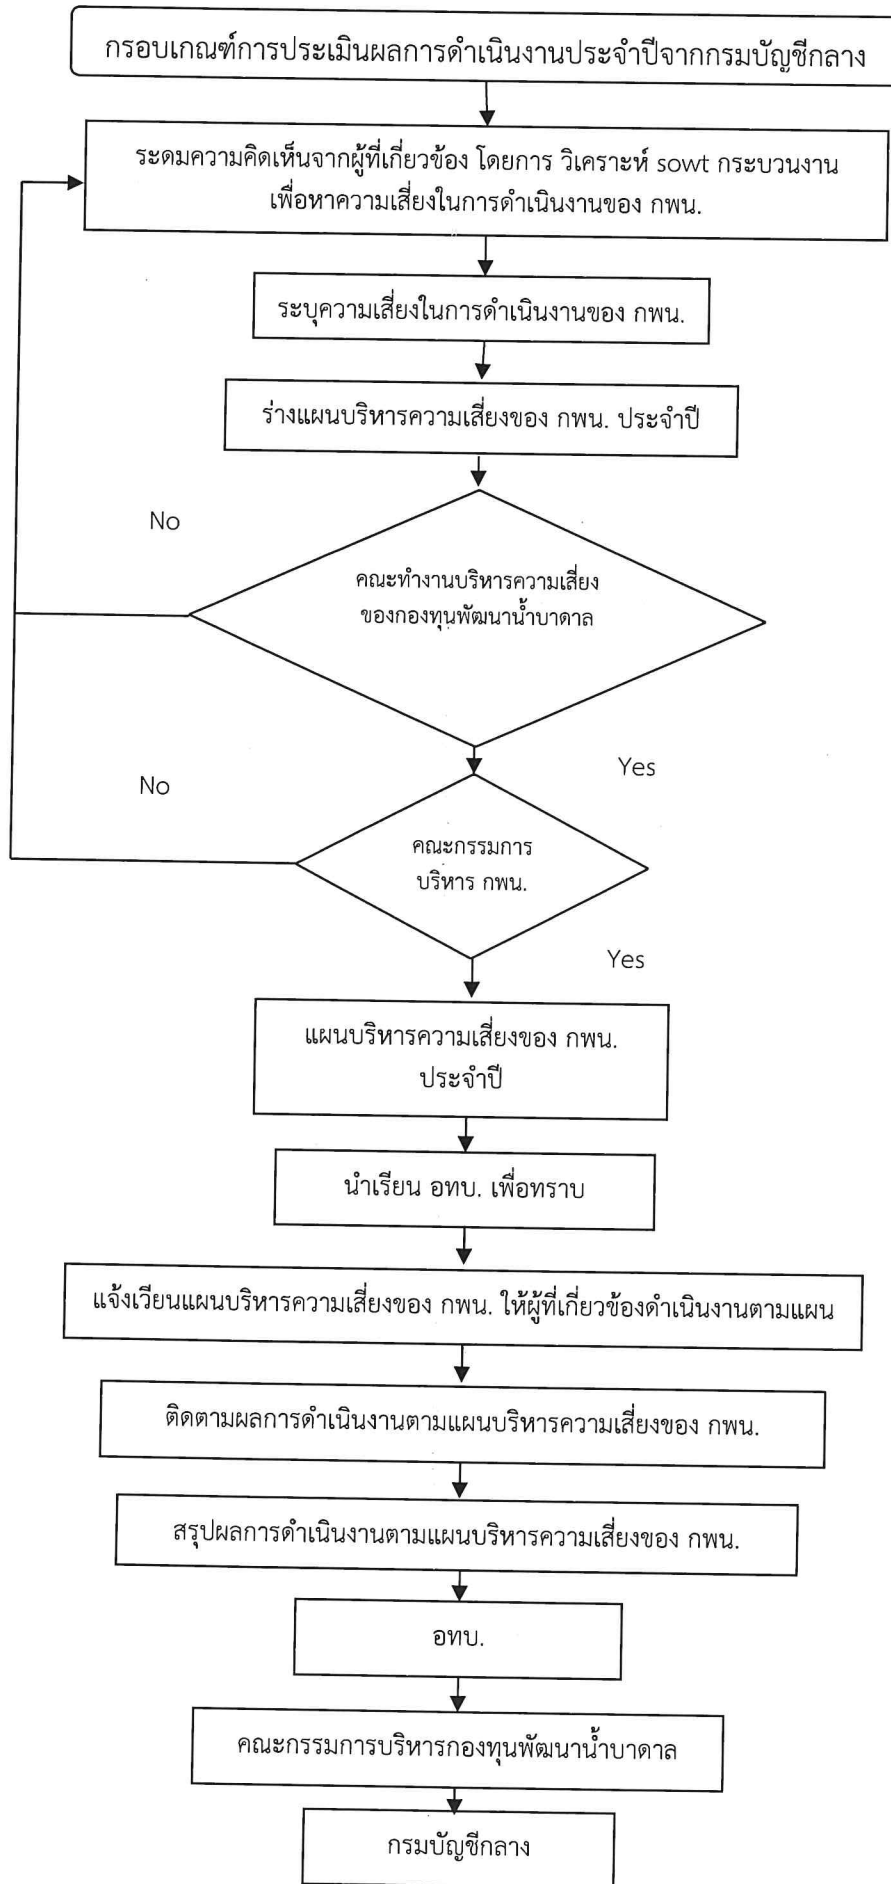 กรอบเกณฑ์การประเมินผลการดำเนินงานประจำปีจากกรมบัญชีกลาง
ระดมความคิดเห็นจากผู้ที่เกี่ยวข้อง โดยการ วิเคราะห์ sowt กระบวนงาน
เพื่อหาความเสี่ยงในการดำเนินงานของ กพน.
ระบุความเสี่ยงในการดำเนินงานของ กพน.
ร่างแผนบริหารความเสี่ยงของ กพน. ประจำปี
No
คณะทำงานบริหารความเสี่ยง
ของกองทุนพัฒนาน้ำบาดาล
Yes
No
คณะกรรมการ
บริหาร กพน.
Yes
แผนบริหารความเสี่ยงของ กพน.
ประจำปี
นำเรียน อทบ. เพื่อทราบ
แจ้งเวียนแผนบริหารความเสี่ยงของ กพน. ให้ผู้ที่เกี่ยวข้องดำเนินงานตามแผน
ติดตามผลการดำเนินงานตามแผนบริหารความเสี่ยงของ กพน.
สรุปผลการดำเนินงานตามแผนบริหารความเสี่ยงของ กพน.
อทบ.
คณะกรรมการบริหารกองทุนพัฒนาน้ำบาดาล
กรมบัญชีกลาง